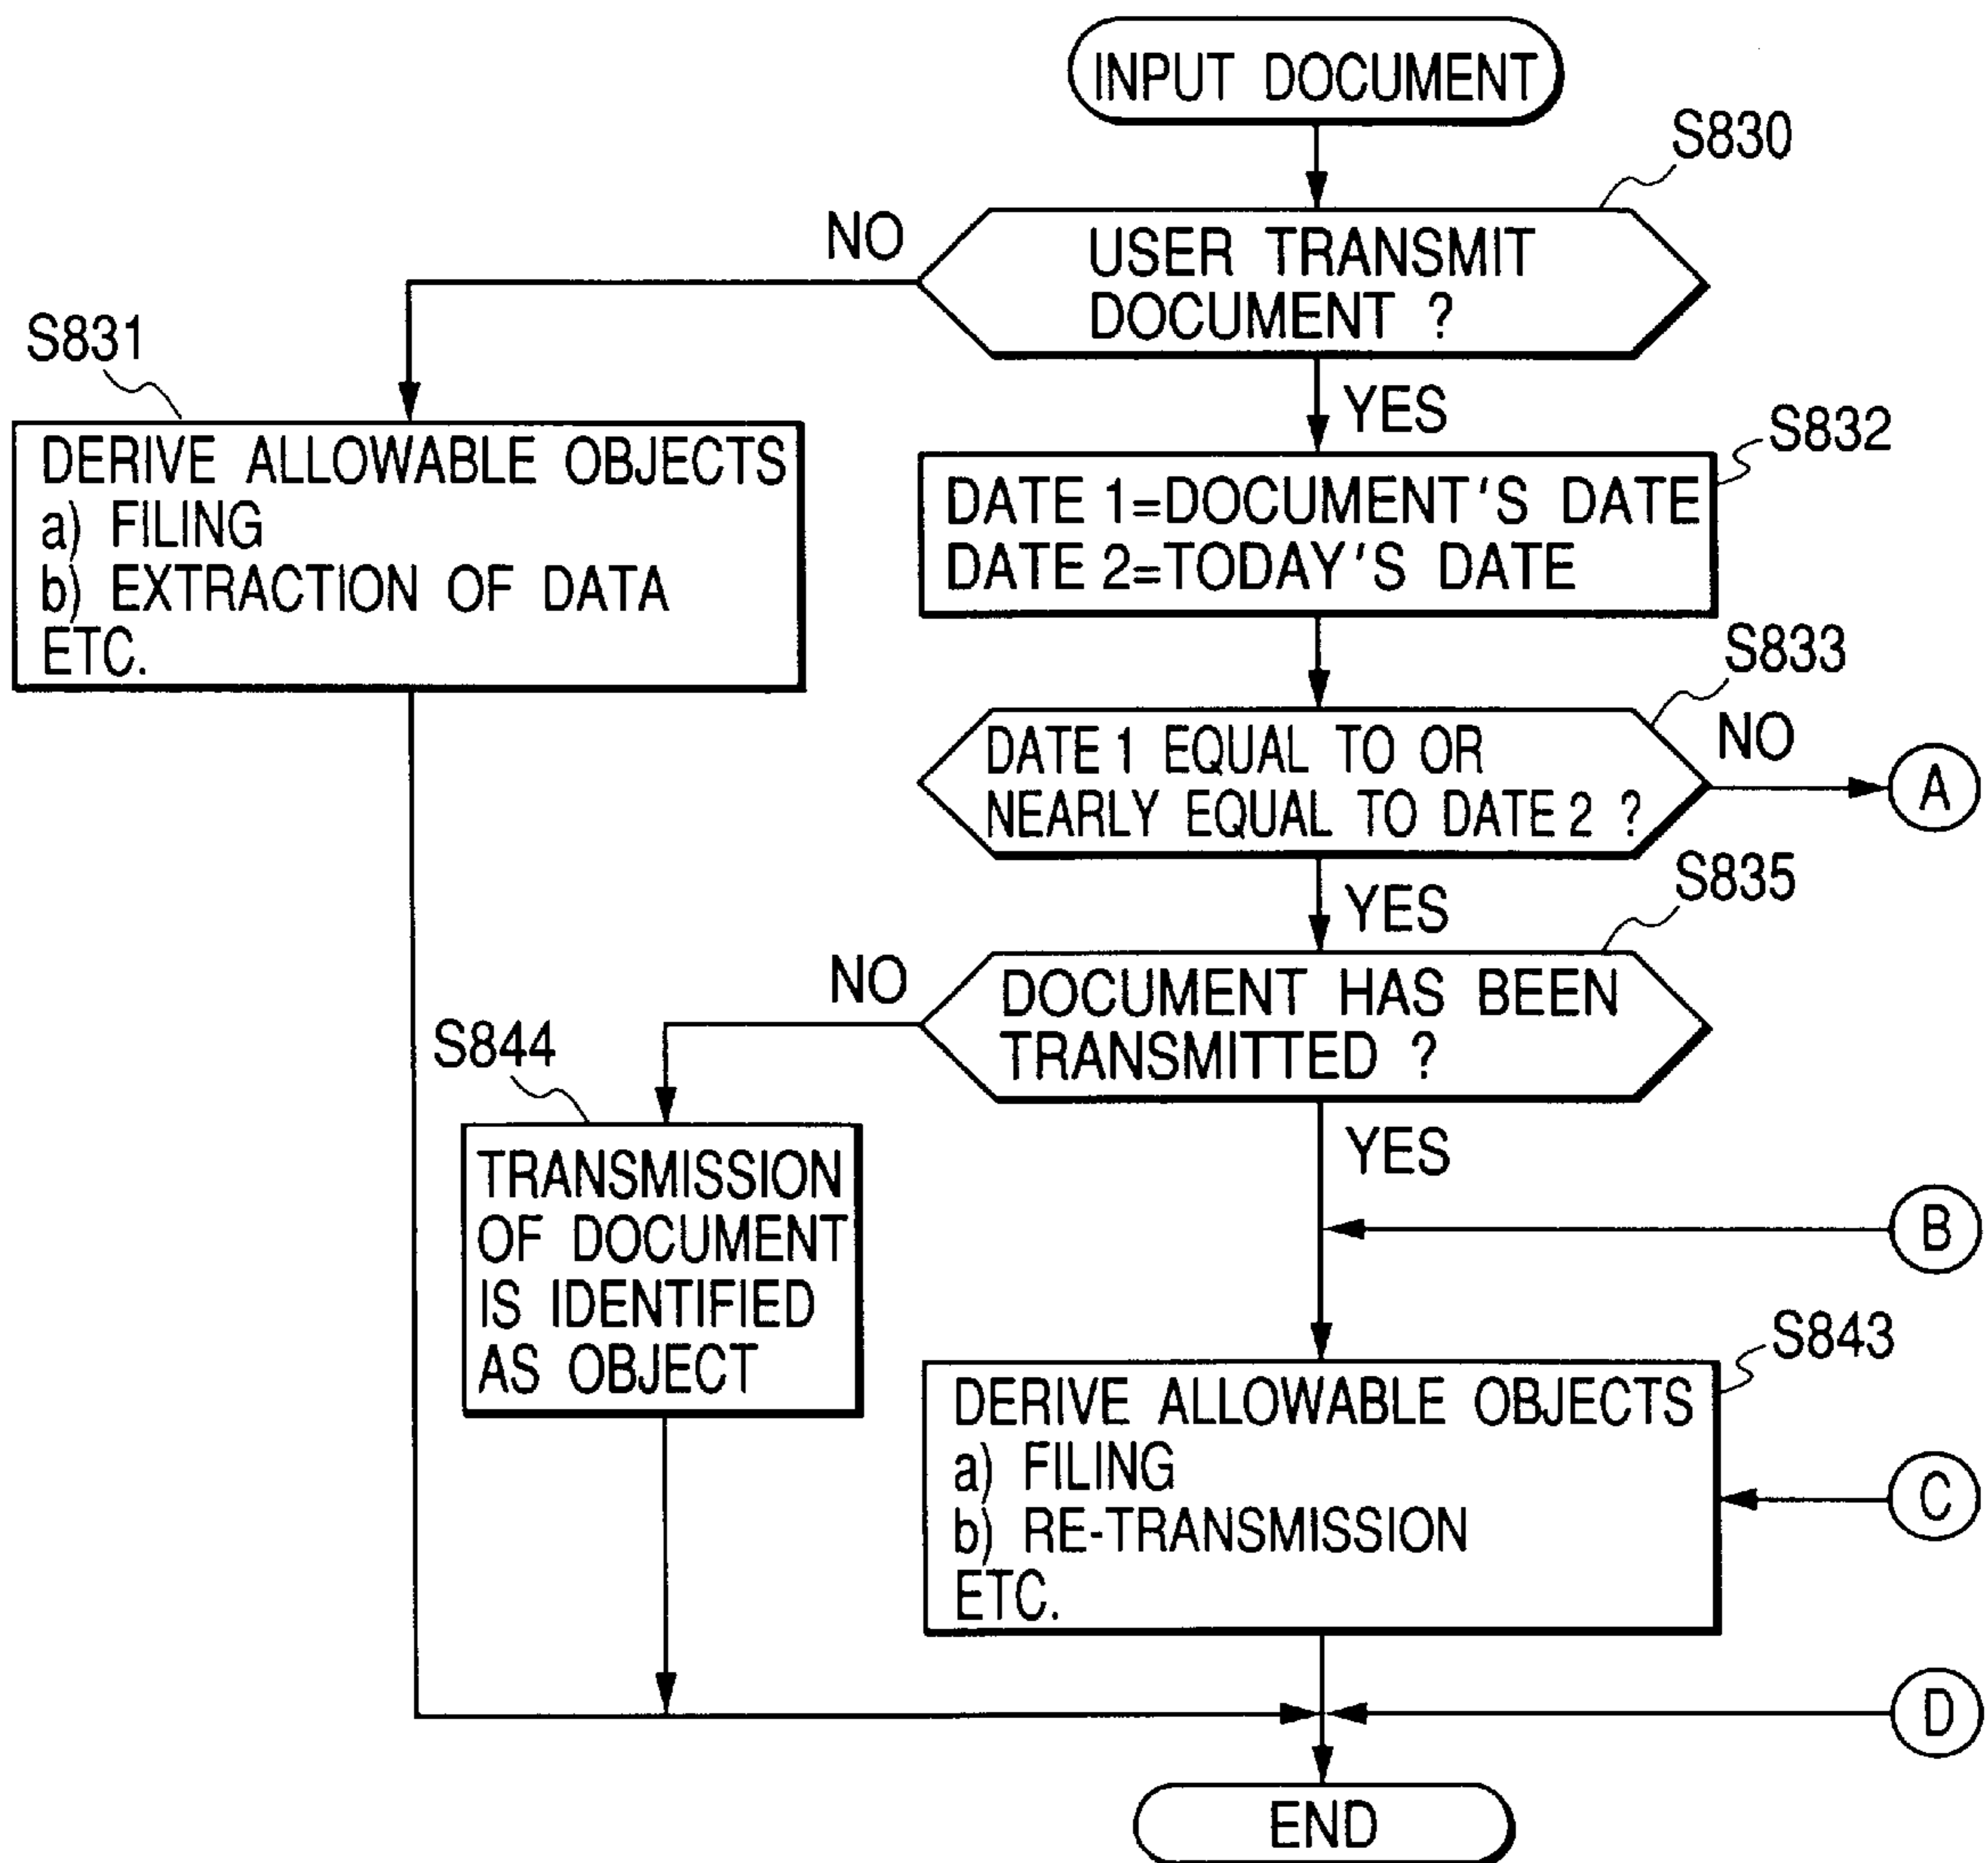 INPUT DOCUMENT
S830
USER TRANSMIT
DOCUMENT ?
NO
YES
S831
DERIVE ALLOWABLE OBJECTS
a) FILING
b) EXTRACTION OF DATA
ETC.
S832
DATE 1=DOCUMENT'S DATE
DATE 2=TODAY'S DATE
S833
DATE 1 EQUAL TO OR
NEARLY EQUAL TO DATE 2 ?
NO
A
YES
S835
DOCUMENT HAS BEEN
TRANSMITTED ?
NO
YES
S844
TRANSMISSION
OF DOCUMENT
IS IDENTIFIED
AS OBJECT
B
S843
DERIVE ALLOWABLE OBJECTS
a) FILING
b) RE-TRANSMISSION
ETC.
C
D
END